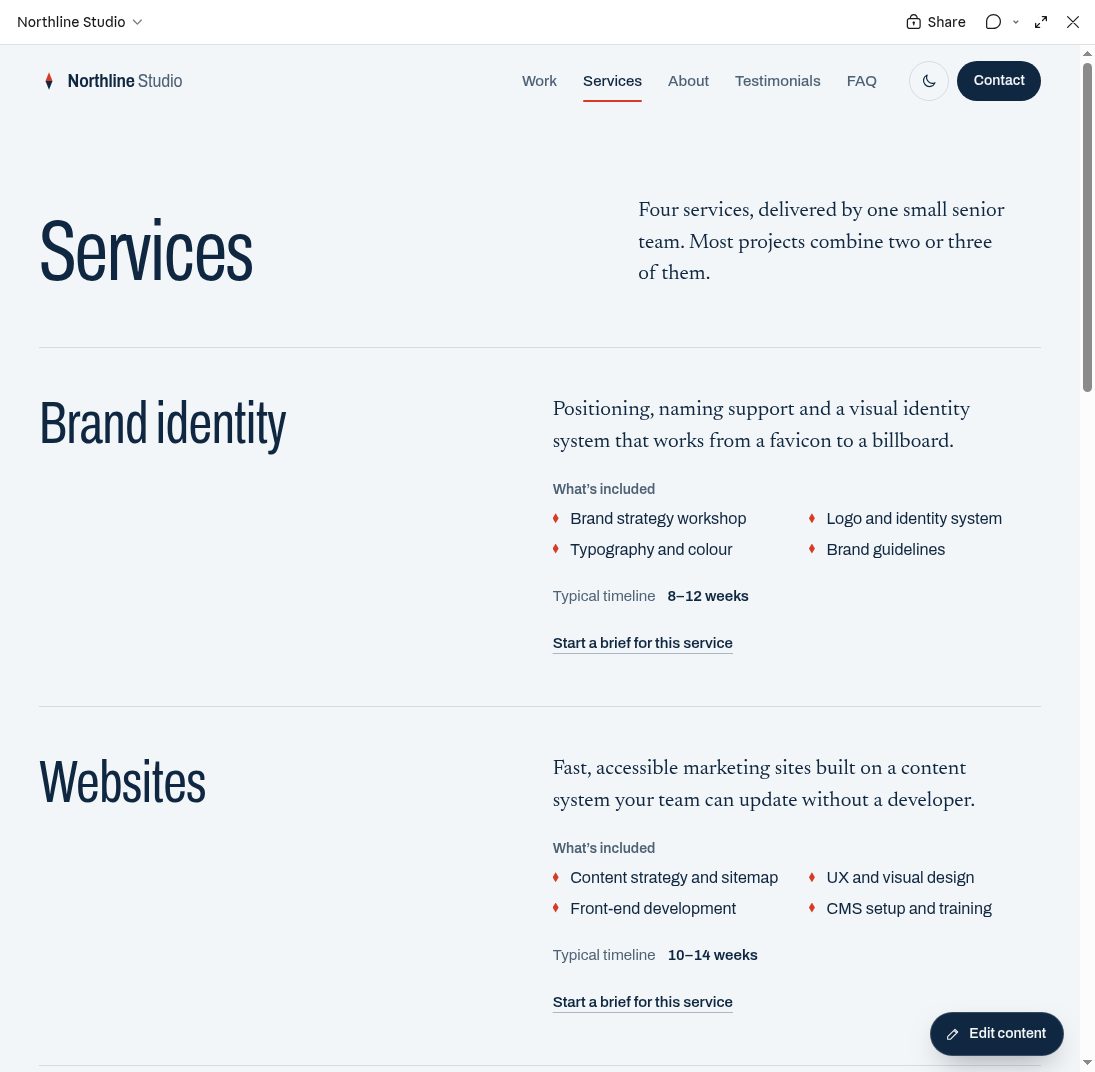 Northline Studio
Share
Northline Studio
Work Services About Testimonials FAQ Contact
Services
Four services, delivered by one small senior
team. Most projects combine two or three
of them.
Brand identity
Positioning, naming support and a visual identity
system that works from a favicon to a billboard.
What’s included
Brand strategy workshop
Logo and identity system
Typography and colour
Brand guidelines
Typical timeline 8–12 weeks
Start a brief for this service
Websites
Fast, accessible marketing sites built on a content
system your team can update without a developer.
What’s included
Content strategy and sitemap
UX and visual design
Front-end development
CMS setup and training
Typical timeline 10–14 weeks
Start a brief for this service
Edit content